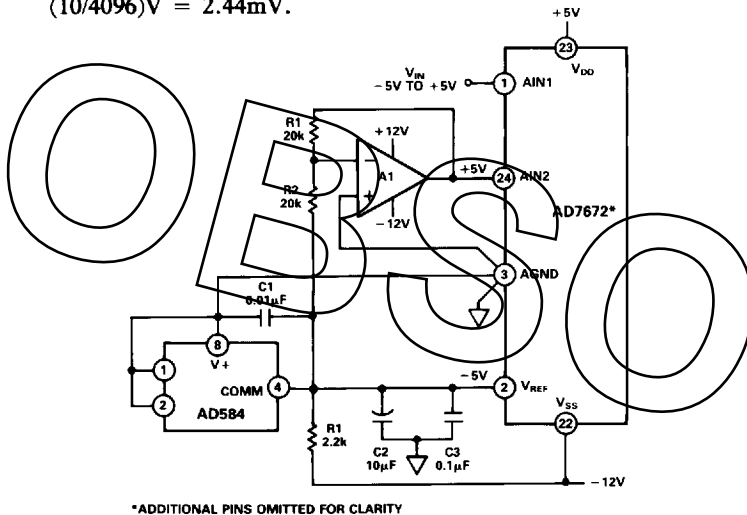 (10/4096)V = 2.44mV.
+5V
23
VDD
VIN
-5V TO +5V
1
AIN1
R1
20k
+12V
A1
-
+
+5V
24
AIN2
R2
20k
-12V
AD7672*
3
AGND
C1
0.01µF
8
V+
1
2
COMM
4
AD584
-5V
2
VREF
R1
2.2k
C2
10µF
C3
0.1µF
VSS
22
-12V
*ADDITIONAL PINS OMITTED FOR CLARITY
OBSO